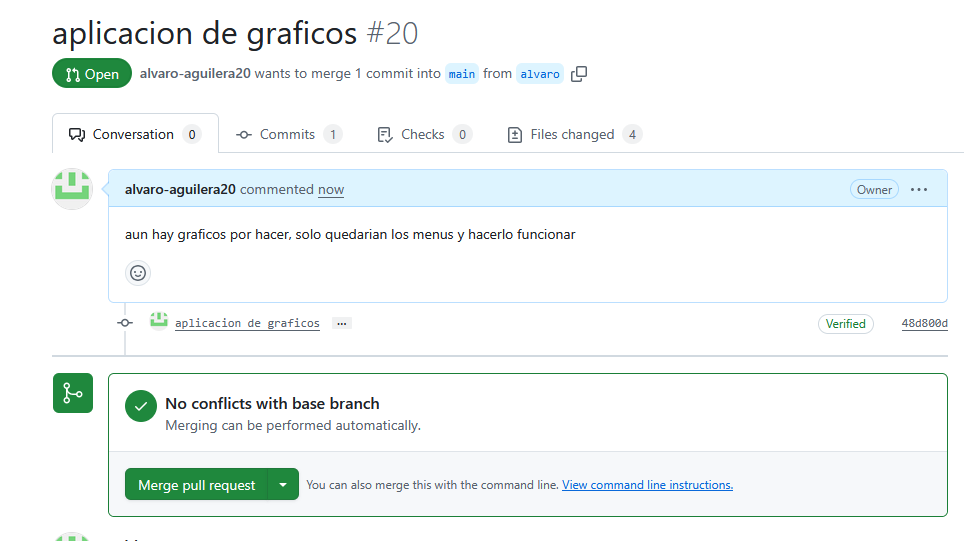 aplicacion de graficos #20
Open alvaro-aguilera20 wants to merge 1 commit into main from alvaro
Conversation 0 Commits 1 Checks 0 Files changed 4
alvaro-aguilera20 commented now Owner ...
aun hay graficos por hacer, solo quedarian los menus y hacerlo funcionar
aplicacion de graficos ... Verified 48d800d
No conflicts with base branch
Merging can be performed automatically.
Merge pull request You can also merge this with the command line. View command line instructions.